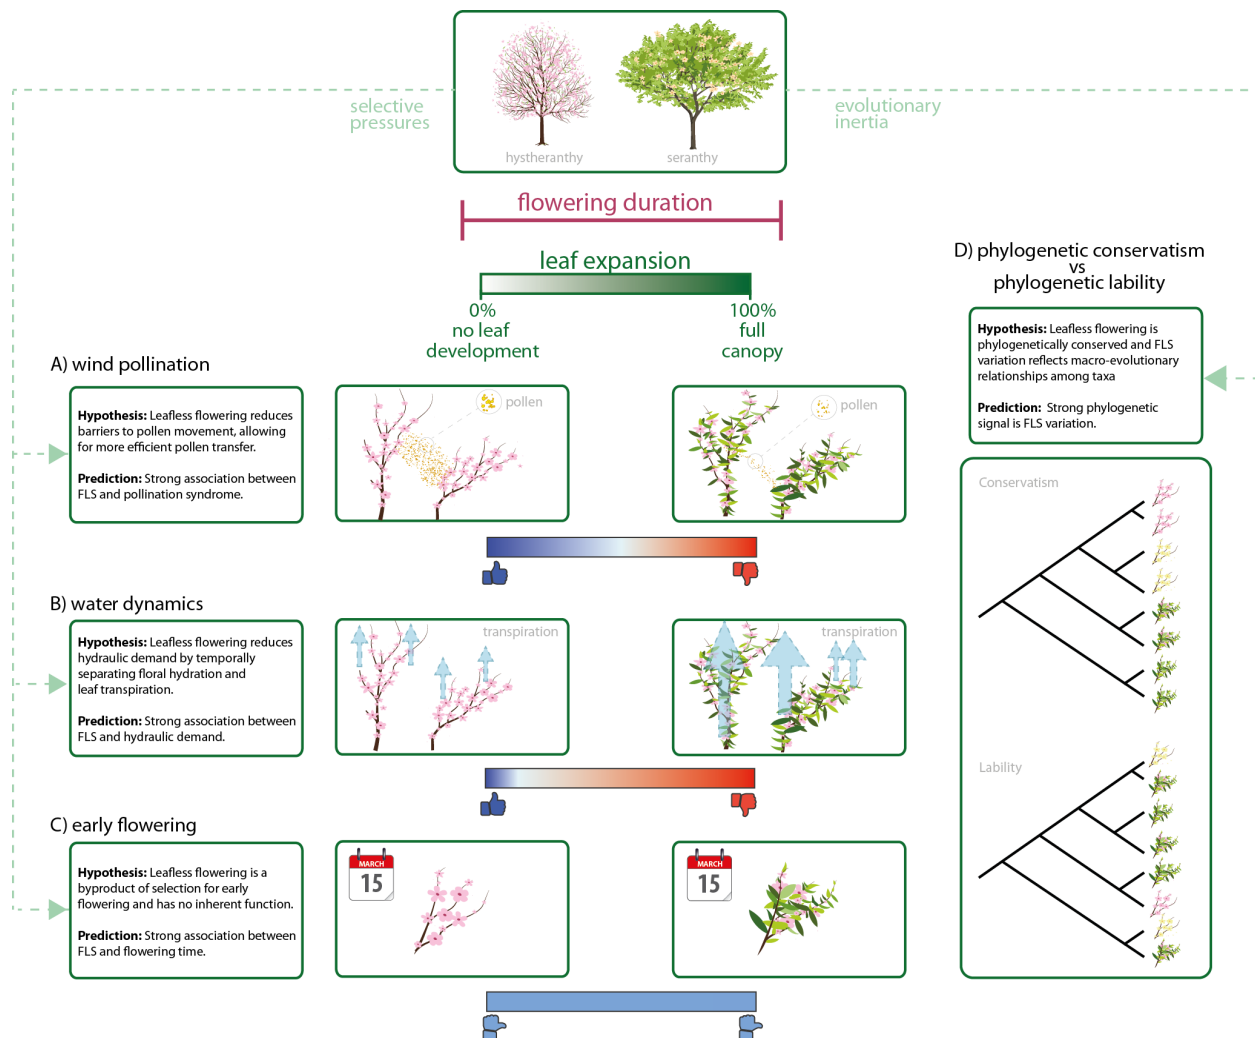 selective
pressures
hystheranthy
seranthy
evolutionary
inertia
flowering duration
leaf expansion
0%
no leaf
development
100%
full
canopy
A) wind pollination
Hypothesis: Leafless flowering reduces
barriers to pollen movement, allowing
for more efficient pollen transfer.
Prediction: Strong association between
FLS and pollination syndrome.
pollen
pollen
B) water dynamics
Hypothesis: Leafless flowering reduces
hydraulic demand by temporally
separating floral hydration and
leaf transpiration.
Prediction: Strong association between
FLS and hydraulic demand.
transpiration
transpiration
C) early flowering
Hypothesis: Leafless flowering is a
byproduct of selection for early
flowering and has no inherent function.
Prediction: Strong association between
FLS and flowering time.
MARCH
15
MARCH
15
D) phylogenetic conservatism
vs
phylogenetic lability
Hypothesis: Leafless flowering is
phylogenetically conserved and FLS
variation reflects macro-evolutionary
relationships among taxa
Prediction: Strong phylogenetic
signal is FLS variation.
Conservatism
Lability